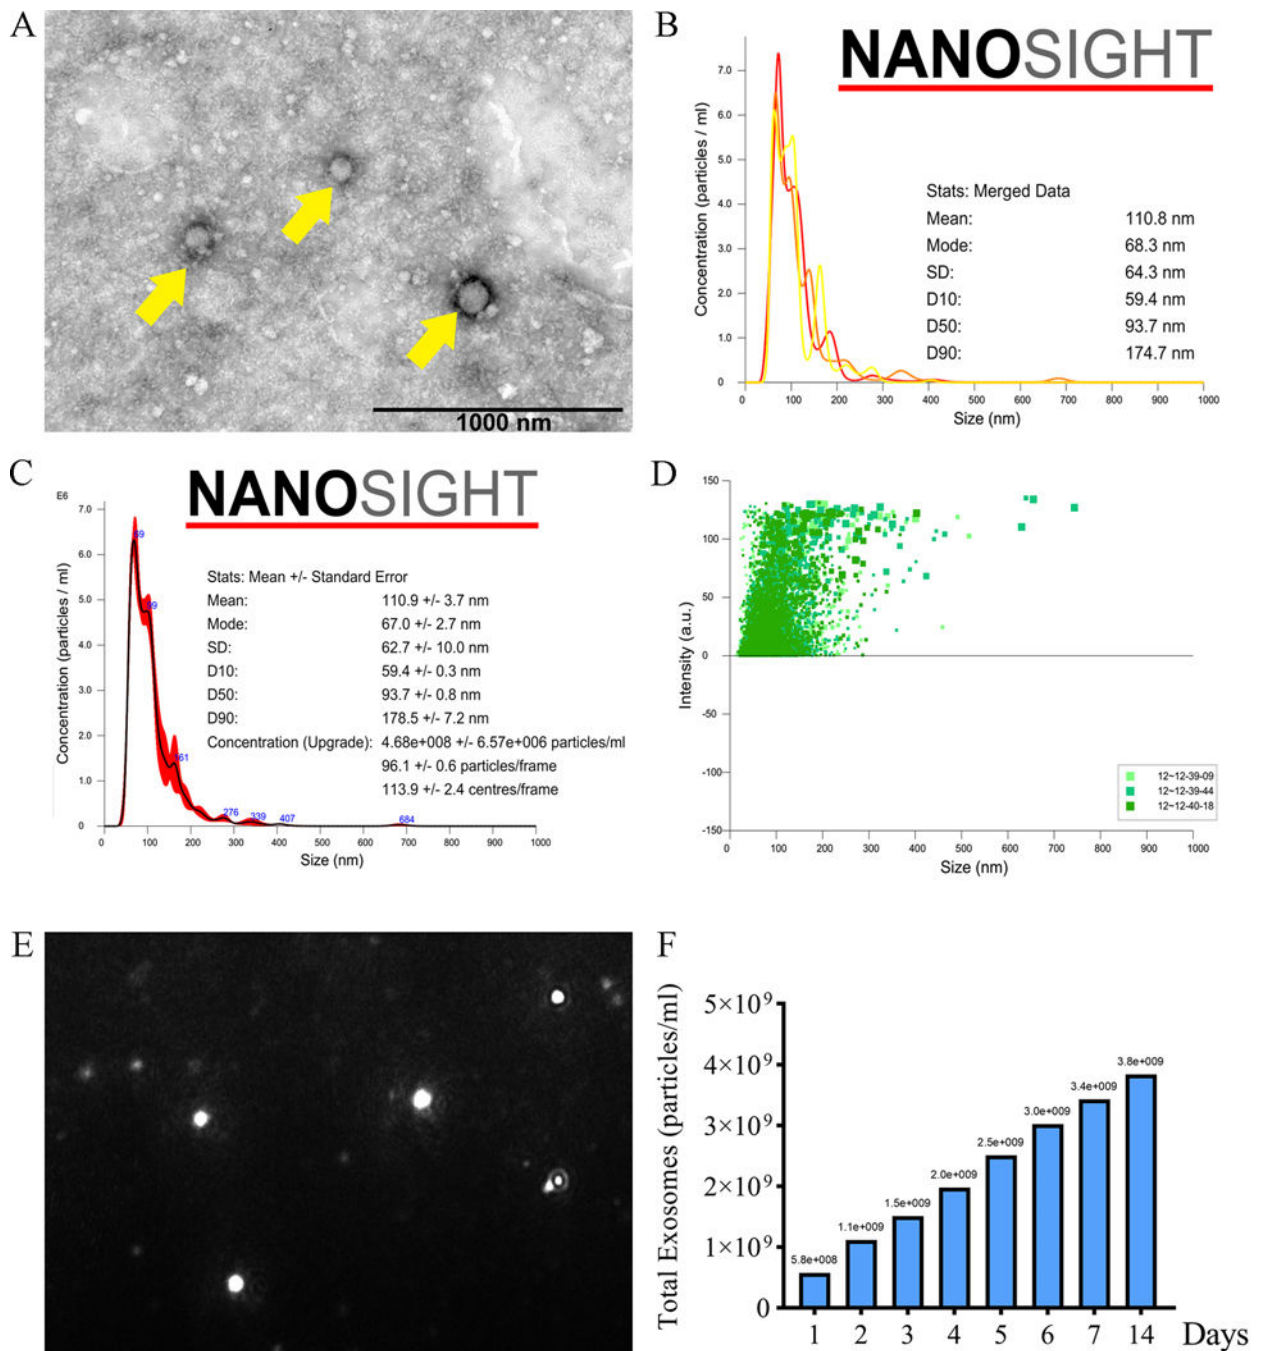 A
1000 nm
B
NANOSIGHT
Concentration (particles / ml)
7.0
6.0
5.0
4.0
3.0
2.0
1.0
0
Stats: Merged Data
Mean: 110.8 nm
Mode: 68.3 nm
SD: 64.3 nm
D10: 59.4 nm
D50: 93.7 nm
D90: 174.7 nm
0 100 200 300 400 500 600 700 800 900 1000
Size (nm)
C
NANOSIGHT
E6
Concentration (particles / ml)
7.0
6.0
5.0
4.0
3.0
2.0
1.0
0
69
99
161
276
339
407
684
Stats: Mean +/- Standard Error
Mean: 110.9 +/- 3.7 nm
Mode: 67.0 +/- 2.7 nm
SD: 62.7 +/- 10.0 nm
D10: 59.4 +/- 0.3 nm
D50: 93.7 +/- 0.8 nm
D90: 178.5 +/- 7.2 nm
Concentration (Upgrade): 4.68e+008 +/- 6.57e+006 particles/ml
96.1 +/- 0.6 particles/frame
113.9 +/- 2.4 centres/frame
0 100 200 300 400 500 600 700 800 900 1000
Size (nm)
D
Intensity (a.u.)
150
100
50
0
-50
-100
-150
12~12-39-09
12~12-39-44
12~12-40-18
0 100 200 300 400 500 600 700 800 900 1000
Size (nm)
E
F
Total Exosomes (particles/ml)
5×10⁹
4×10⁹
3×10⁹
2×10⁹
1×10⁹
0
5.8e+008
1.1e+009
1.5e+009
2.0e+009
2.5e+009
3.0e+009
3.4e+009
3.8e+009
1 2 3 4 5 6 7 14 Days